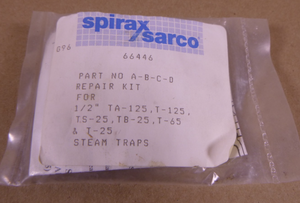 spirax
sarco
096
66446
PART NO A-B-C-D
REPAIR KIT
FOR
1/2" TA-125, T-125,
TS-25, TB-25, T-65
& T-25
STEAM TRAPS